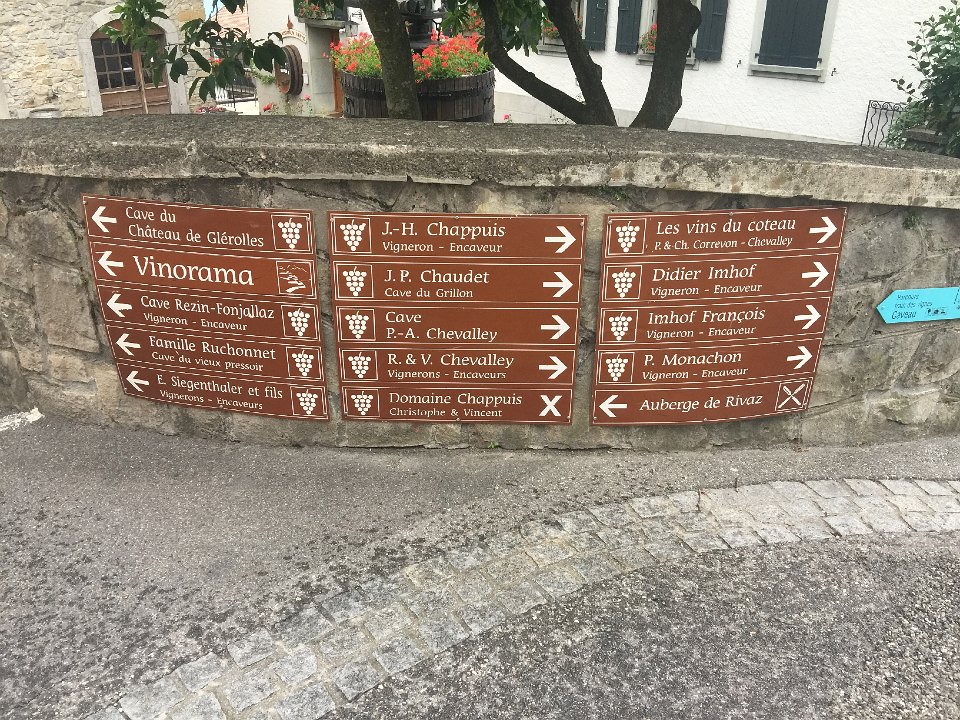 Cave du
Château de Glérolles
Vinorama
Cave Rezin-Fonjallaz
Vigneron - Encaveur
Famille Ruchonnet
Cave du vieux pressoir
E. Siegenthaler et fils
Vignerons - Encaveurs
J.-H. Chappuis
Vigneron - Encaveur
J.P. Chaudet
Cave du Grillon
Cave
P.-A. Chevalley
R. & V. Chevalley
Vignerons - Encaveurs
Domaine Chappuis
Christophe & Vincent
Les vins du coteau
P. & Ch. Correvon - Chevalley
Didier Imhof
Vigneron - Encaveur
Imhof François
Vigneron - Encaveur
P. Monachon
Vigneron - Encaveur
Auberge de Rivaz
Caveau